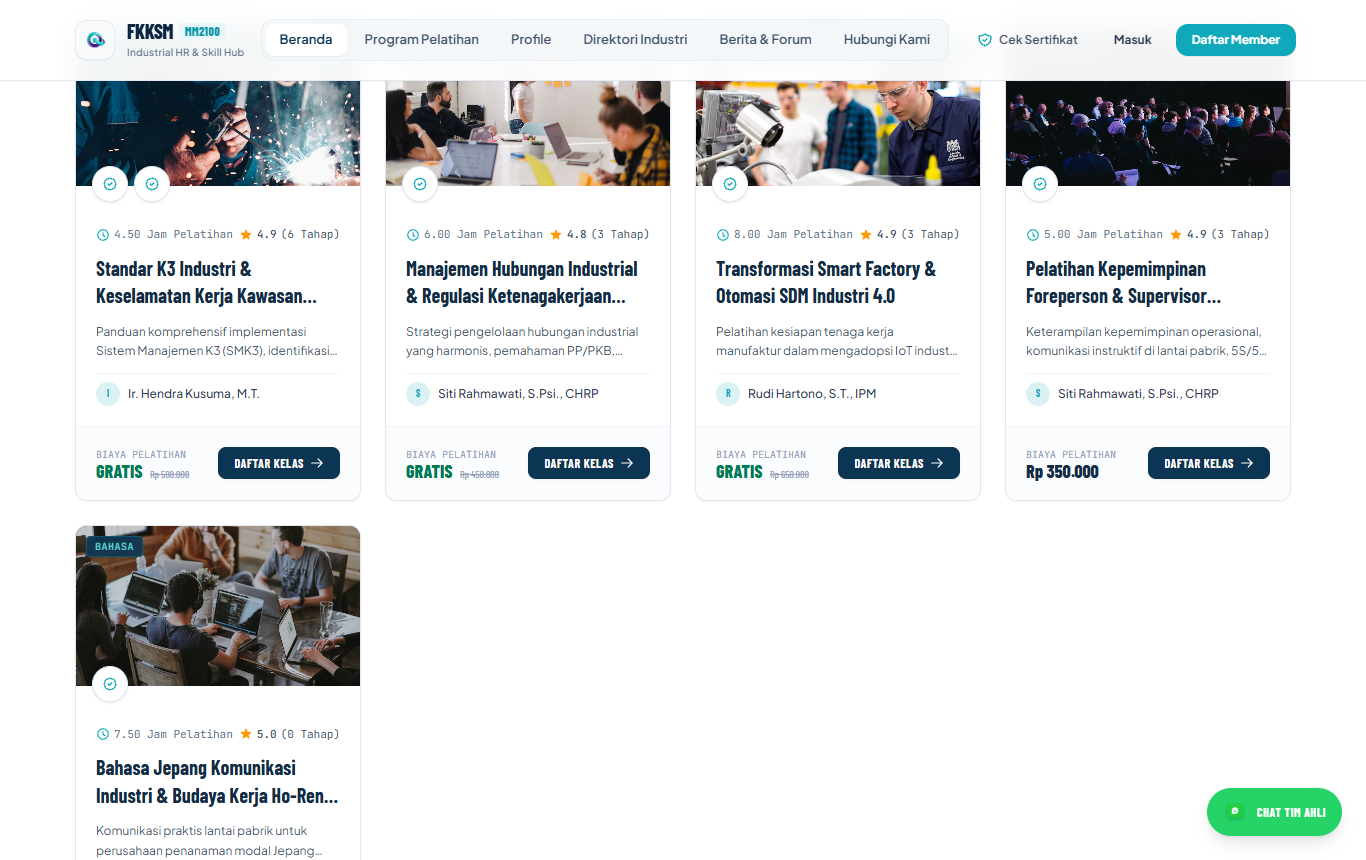 FKKSM MM2100
Industrial HR & Skill Hub
Beranda
Program Pelatihan
Profile
Direktori Industri
Berita & Forum
Hubungi Kami
Cek Sertifikat
Masuk
Daftar Member
4.50 Jam Pelatihan 4.9 (6 Tahap)
Standar K3 Industri &
Keselamatan Kerja Kawasan...
Panduan komprehensif implementasi
Sistem Manajemen K3 (SMK3), identifikasi...
I Ir. Hendra Kusuma, M.T.
BIAYA PELATIHAN
GRATIS Rp 500.000
DAFTAR KELAS
6.00 Jam Pelatihan 4.8 (3 Tahap)
Manajemen Hubungan Industrial
& Regulasi Ketenagakerjaan...
Strategi pengelolaan hubungan industrial
yang harmonis, pemahaman PP/PKB,...
S Siti Rahmawati, S.Psi., CHRP
BIAYA PELATIHAN
GRATIS Rp 450.000
DAFTAR KELAS
8.00 Jam Pelatihan 4.9 (3 Tahap)
Transformasi Smart Factory &
Otomasi SDM Industri 4.0
Pelatihan kesiapan tenaga kerja
manufaktur dalam mengadopsi IoT indust...
R Rudi Hartono, S.T., IPM
BIAYA PELATIHAN
GRATIS Rp 650.000
DAFTAR KELAS
5.00 Jam Pelatihan 4.9 (3 Tahap)
Pelatihan Kepemimpinan
Foreperson & Supervisor...
Keterampilan kepemimpinan operasional,
komunikasi instruktif di lantai pabrik, 5S/5...
S Siti Rahmawati, S.Psi., CHRP
BIAYA PELATIHAN
Rp 350.000
DAFTAR KELAS
BAHASA
7.50 Jam Pelatihan 5.0 (0 Tahap)
Bahasa Jepang Komunikasi
Industri & Budaya Kerja Ho-Ren...
Komunikasi praktis lantai pabrik untuk
perusahaan penanaman modal Jepang...
CHAT TIM AHLI